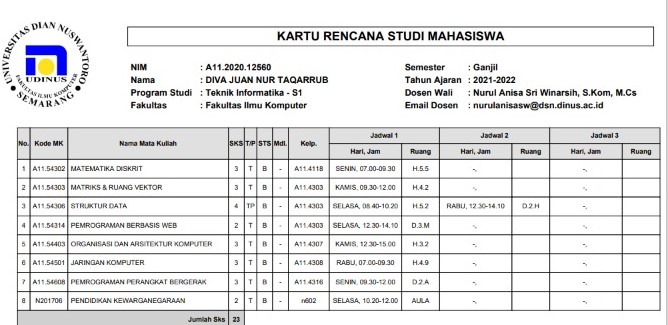 UNIVERSITAS DIAN NUSWANTORO
UDINUS
FAKULTAS ILMU KOMPUTER
SEMARANG
KARTU RENCANA STUDI MAHASISWA
NIM : A11.2020.12560 Semester : Ganjil
Nama : DIVA JUAN NUR TAQARRUB Tahun Ajaran : 2021-2022
Program Studi : Teknik Informatika - S1 Dosen Wali : Nurul Anisa Sri Winarsih, S.Kom, M.Cs
Fakultas : Fakultas Ilmu Komputer Email Dosen : nurulanisasw@dsn.dinus.ac.id
No. Kode MK Nama Mata Kuliah SKS T/P STS Mdl. Kelp. Jadwal 1 Jadwal 2 Jadwal 3
Hari, Jam Ruang Hari, Jam Ruang Hari, Jam Ruang
1 A11.54302 MATEMATIKA DISKRIT 3 T B - A11.4118 SENIN, 07.00-09.30 H.5.5 -, -,
2 A11.54303 MATRIKS & RUANG VEKTOR 3 T B - A11.4303 KAMIS, 09.30-12.00 H.4.2 -, -,
3 A11.54306 STRUKTUR DATA 4 TP B - A11.4303 SELASA, 08.40-10.20 H.5.2 RABU, 12.30-14.10 D.2.H -,
4 A11.54314 PEMROGRAMAN BERBASIS WEB 2 T B - A11.4303 SELASA, 12.30-14.10 D.3.M -, -,
5 A11.54403 ORGANISASI DAN ARSITEKTUR KOMPUTER 3 T B - A11.4307 KAMIS, 12.30-15.00 H.3.2 -, -,
6 A11.54501 JARINGAN KOMPUTER 3 T B - A11.4308 RABU, 07.00-09.30 H.4.9 -, -,
7 A11.54608 PEMROGRAMAN PERANGKAT BERGERAK 3 T B - A11.4316 SENIN, 09.30-12.00 D.2.A -, -,
8 N201706 PENDIDIKAN KEWARGANEGARAAN 2 T B - n602 SELASA, 10.20-12.00 AULA -, -,
Jumlah Sks 23